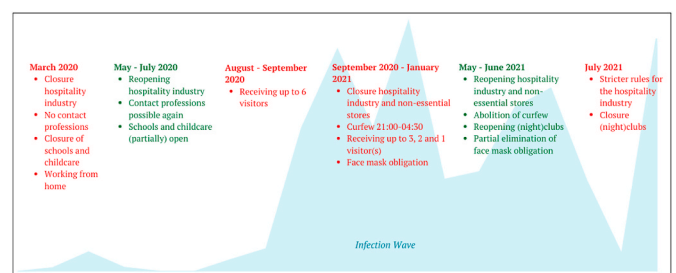 March 2020
• Closure
hospitality
industry
• No contact
professions
• Closure of
schools and
childcare
• Working from
home
May - July 2020
• Reopening
hospitality industry
• Contact professions
possible again
• Schools and childcare
(partially) open
August - September
2020
• Receiving up to 6
visitors
September 2020 - January
2021
• Closure hospitality
industry and non-essential
stores
• Curfew 21:00-04:30
• Receiving up to 3, 2 and 1
visitor(s)
• Face mask obligation
May - June 2021
• Reopening hospitality
industry and non-
essential stores
• Abolition of curfew
• Reopening (night)clubs
• Partial elimination of
face mask obligation
July 2021
• Stricter rules for
the hospitality
industry
• Closure
(night)clubs
Infection Wave